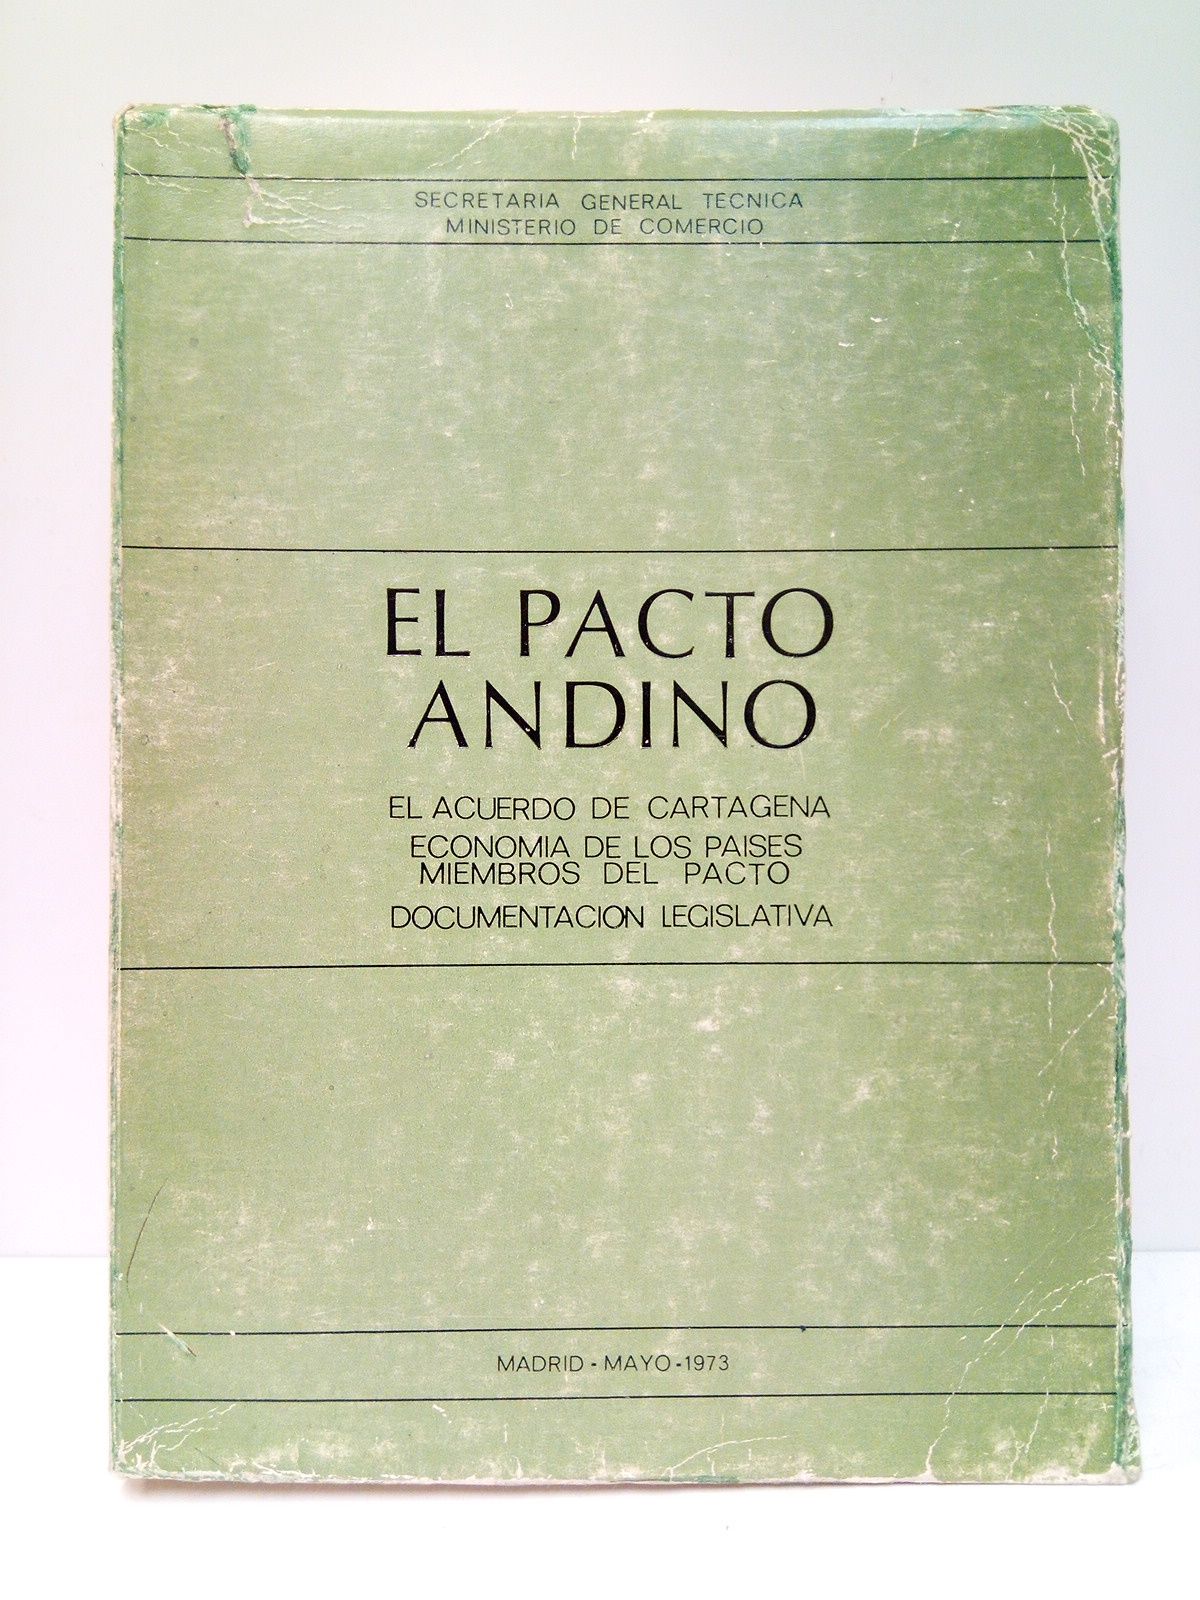 SECRETARIA GENERAL TECNICA
MINISTERIO DE COMERCIO
EL PACTO
ANDINO
EL ACUERDO DE CARTAGENA
ECONOMIA DE LOS PAISES
MIEMBROS DEL PACTO
DOCUMENTACION LEGISLATIVA
MADRID - MAYO - 1973